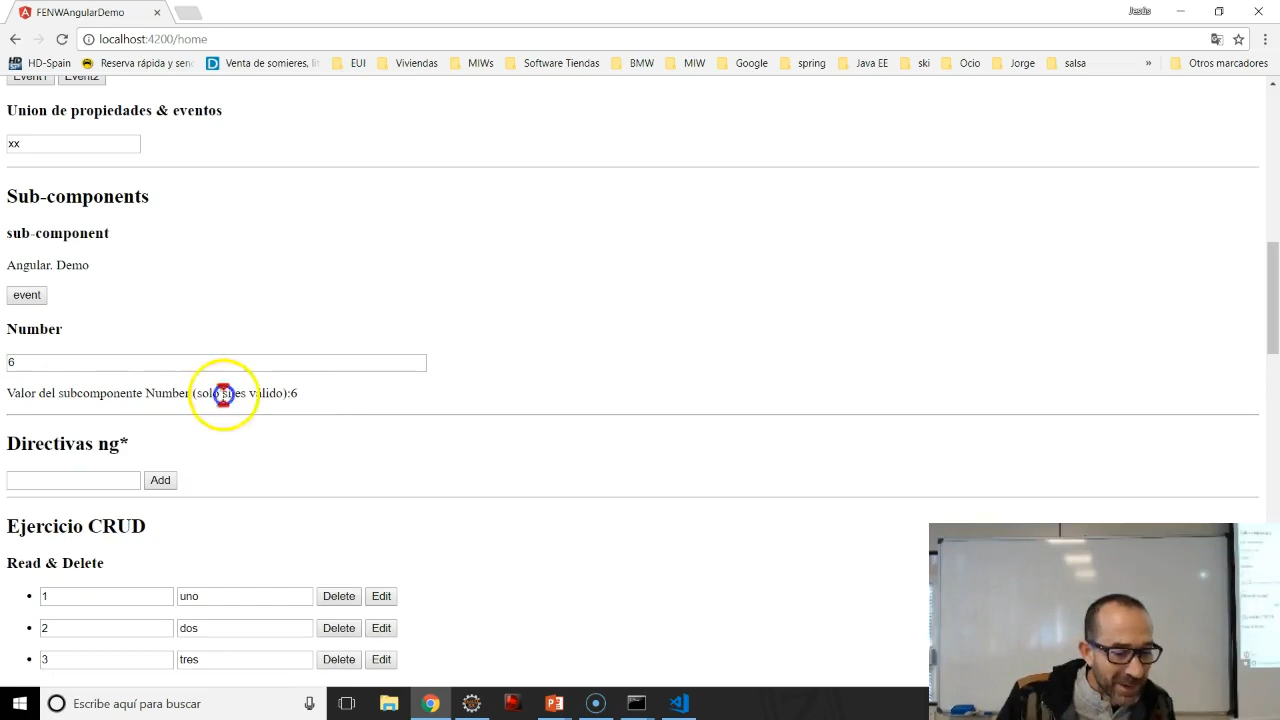 FENWAngularDemo
Jesús
localhost:4200/home
HD-Spain
Reserva rápida y senc
Venta de somieres, lit
EUI
Viviendas
MIWs
Software Tiendas
BMW
MIW
Google
spring
Java EE
ski
Ocio
Jorge
salsa
»
Otros marcadores
Event1 Event2
Union de propiedades & eventos
xx
Sub-components
sub-component
Angular. Demo
event
Number
6
Valor del subcomponente Number (solo si es válido):6
Directivas ng*
Add
Ejercicio CRUD
Read & Delete
1 uno Delete Edit
2 dos Delete Edit
3 tres Delete Edit
Escribe aquí para buscar